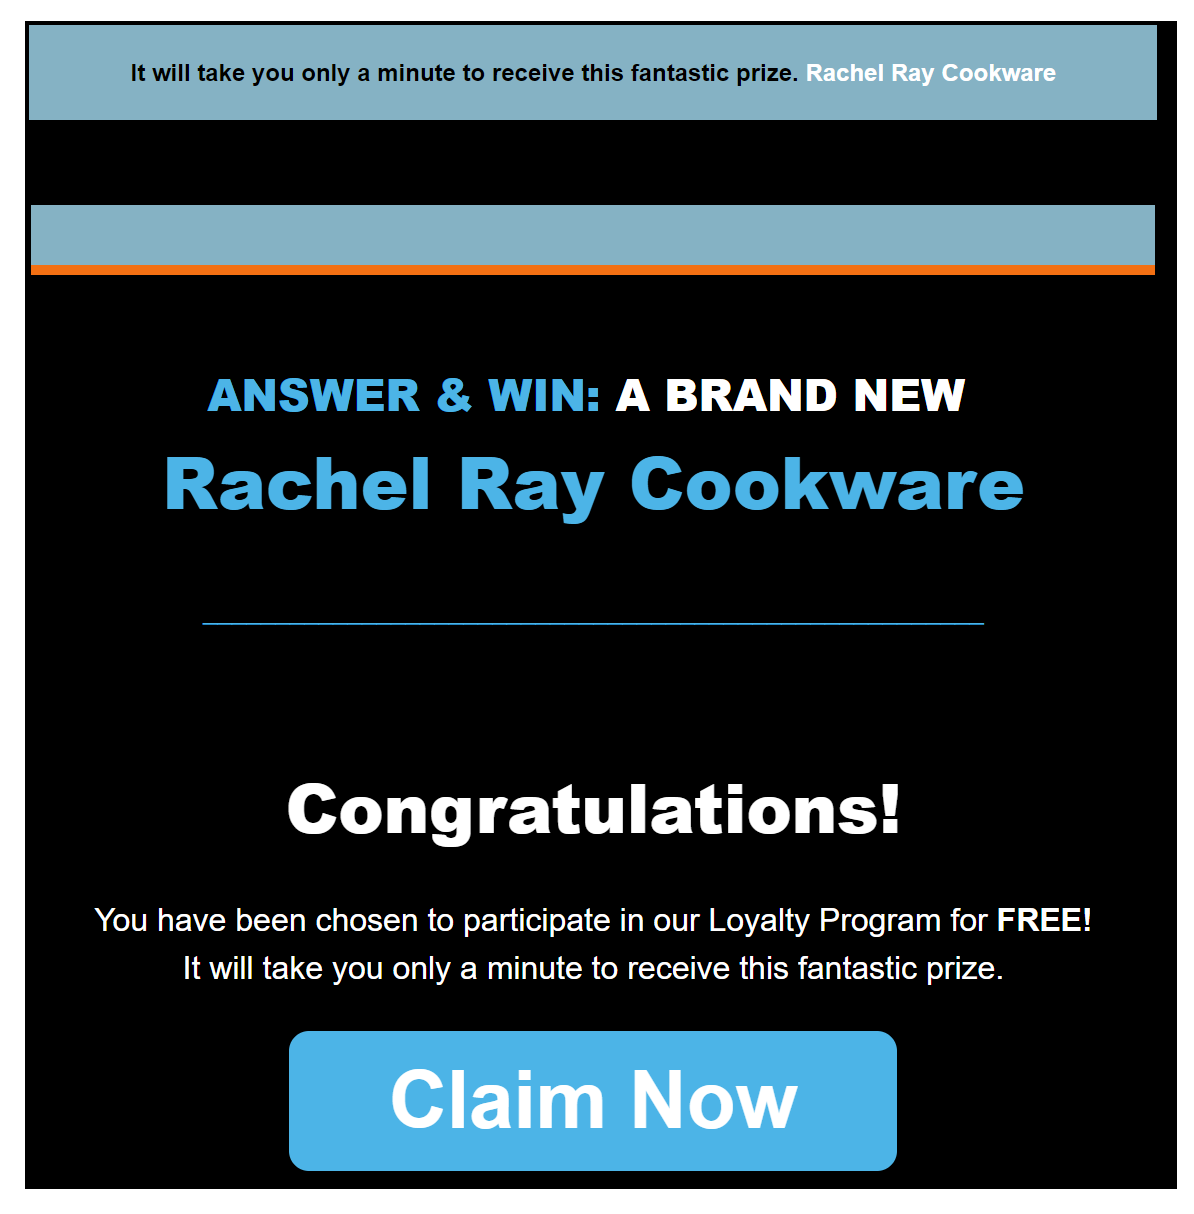 It will take you only a minute to receive this fantastic prize. Rachel Ray Cookware
ANSWER & WIN: A BRAND NEW
Rachel Ray Cookware
Congratulations!
You have been chosen to participate in our Loyalty Program for FREE!
It will take you only a minute to receive this fantastic prize.
Claim Now